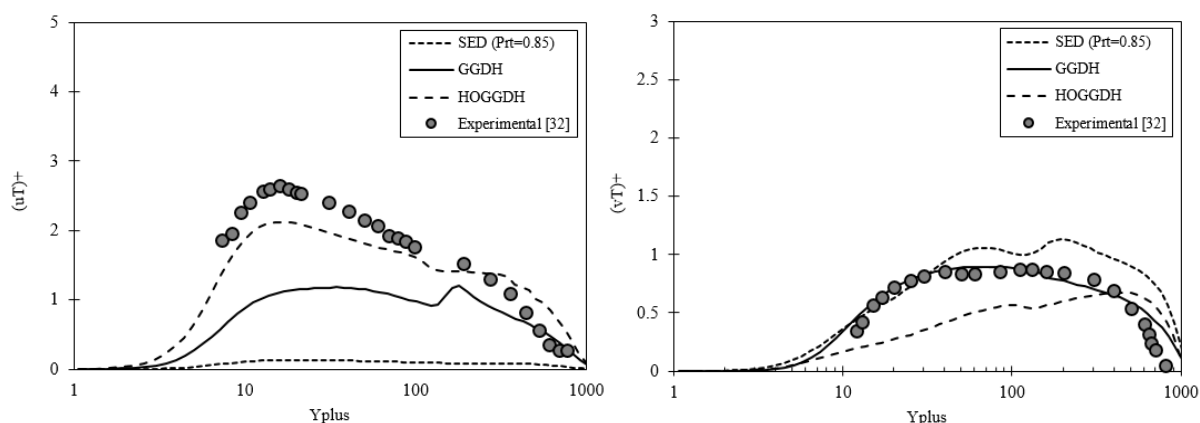 5
4
3
2
1
0
(uT)+
SED (Prt=0.85)
GGDH
HOGGDH
Experimental [32]
1
10
100
1000
Yplus
3
2.5
2
1.5
1
0.5
0
(vT)+
SED (Prt=0.85)
GGDH
HOGGDH
Experimental [32]
1
10
100
1000
Yplus